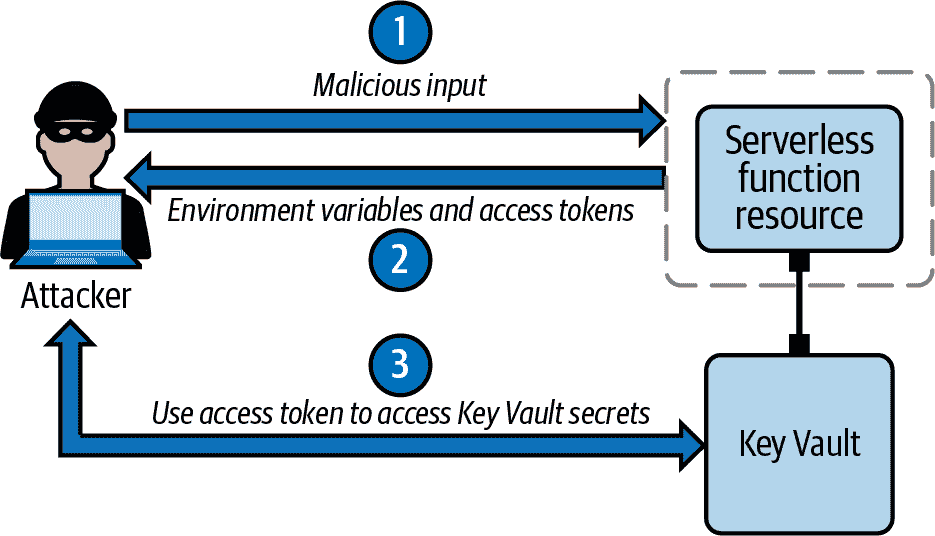 1
Malicious input
Serverless
function
resource
Environment variables and access tokens
2
Attacker
3
Use access token to access Key Vault secrets
Key Vault